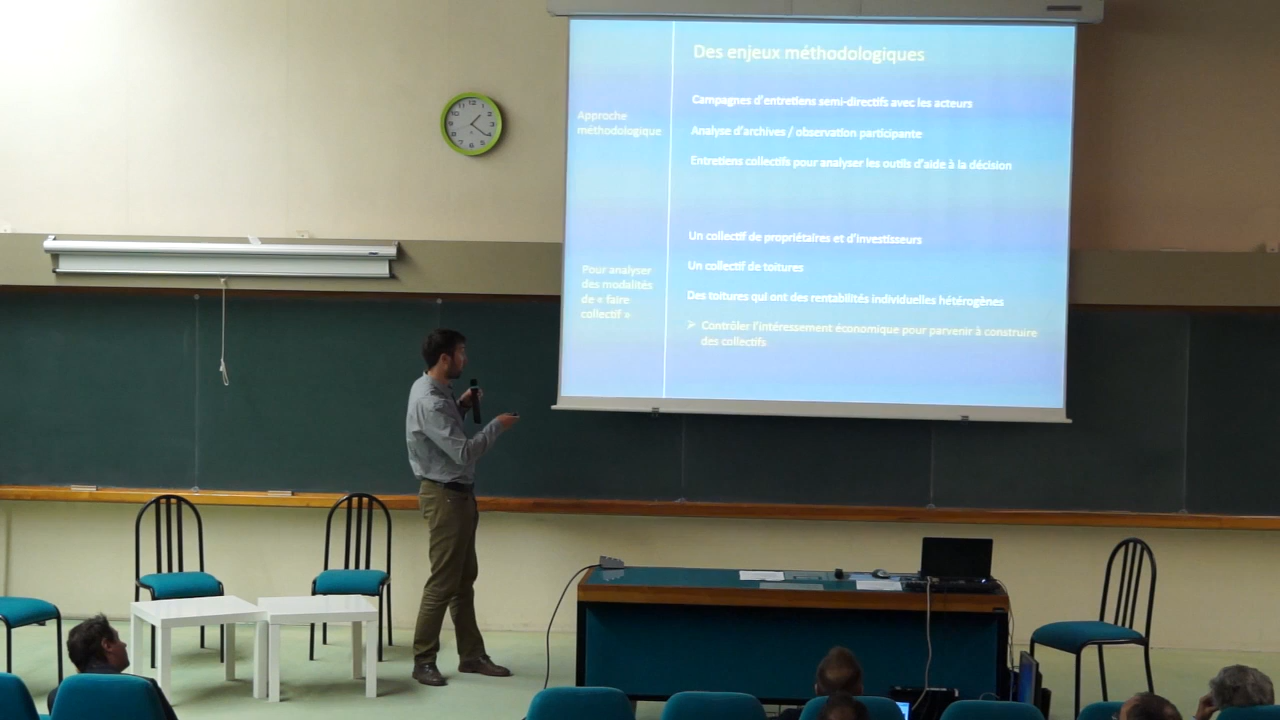 Des enjeux méthodologiques
Approche
méthodologique
Campagnes d'entretiens semi-directifs avec les acteurs
Analyse d'archives / observation participante
Entretiens collectifs pour analyser les outils d'aide à la décision
Pour analyser
des modalités
de « faire
collectif »
Un collectif de propriétaires et d'investisseurs
Un collectif de toitures
Des toitures qui ont des rentabilités individuelles hétérogènes
➢ Contrôler l'intéressement économique pour parvenir à construire
des collectifs